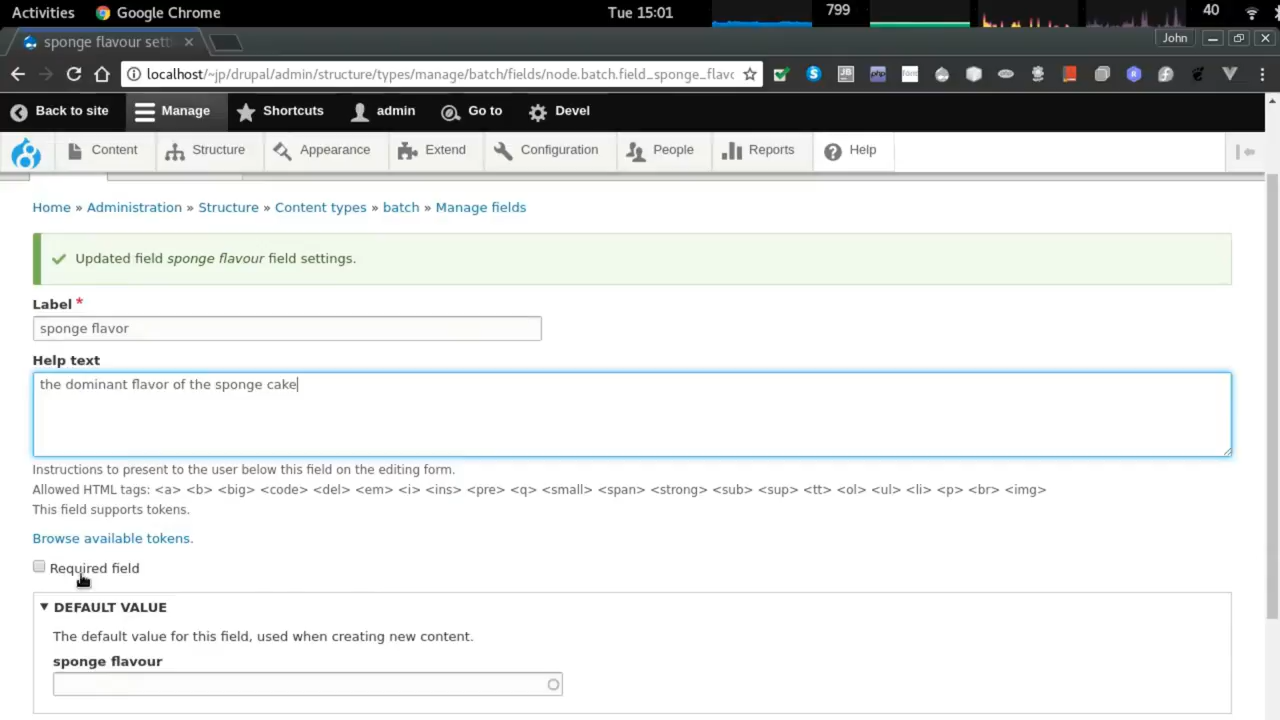 Activities Google Chrome Tue 15:01 799 40
sponge flavour sett John
localhost/~jp/drupal/admin/structure/types/manage/batch/fields/node.batch.field_sponge_flavo
Back to site Manage Shortcuts admin Go to Devel
Content Structure Appearance Extend Configuration People Reports Help
Home » Administration » Structure » Content types » batch » Manage fields
Updated field sponge flavour field settings.
Label *
sponge flavor
Help text
the dominant flavor of the sponge cake
Instructions to present to the user below this field on the editing form.
Allowed HTML tags: <a> <b> <big> <code> <del> <em> <i> <ins> <pre> <q> <small> <span> <strong> <sub> <sup> <tt> <ol> <ul> <li> <p> <br> <img>
This field supports tokens.
Browse available tokens.
Required field
DEFAULT VALUE
The default value for this field, used when creating new content.
sponge flavour